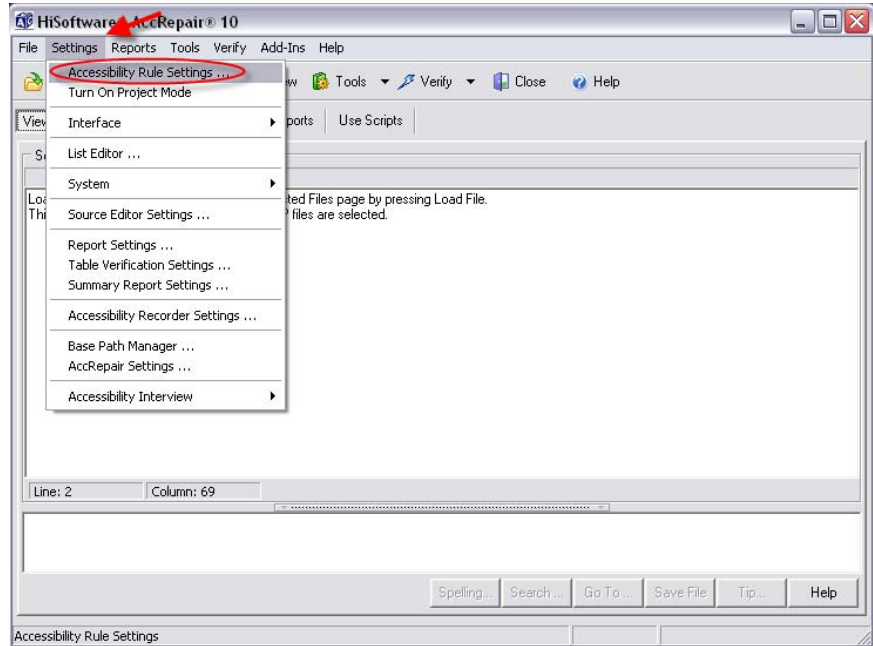 HiSoftware AccRepair® 10
File Settings Reports Tools Verify Add-Ins Help
Accessibility Rule Settings ...
Tools Verify Close Help
Turn On Project Mode
View
Interface
ports Use Scripts
List Editor ...
System
ted Files page by pressing Load File.
files are selected.
Source Editor Settings ...
Report Settings ...
Table Verification Settings ...
Summary Report Settings ...
Accessibility Recorder Settings ...
Base Path Manager ...
AccRepair Settings ...
Accessibility Interview
Line: 2 Column: 69
Spelling... Search ... Go To ... Save File Tip... Help
Accessibility Rule Settings